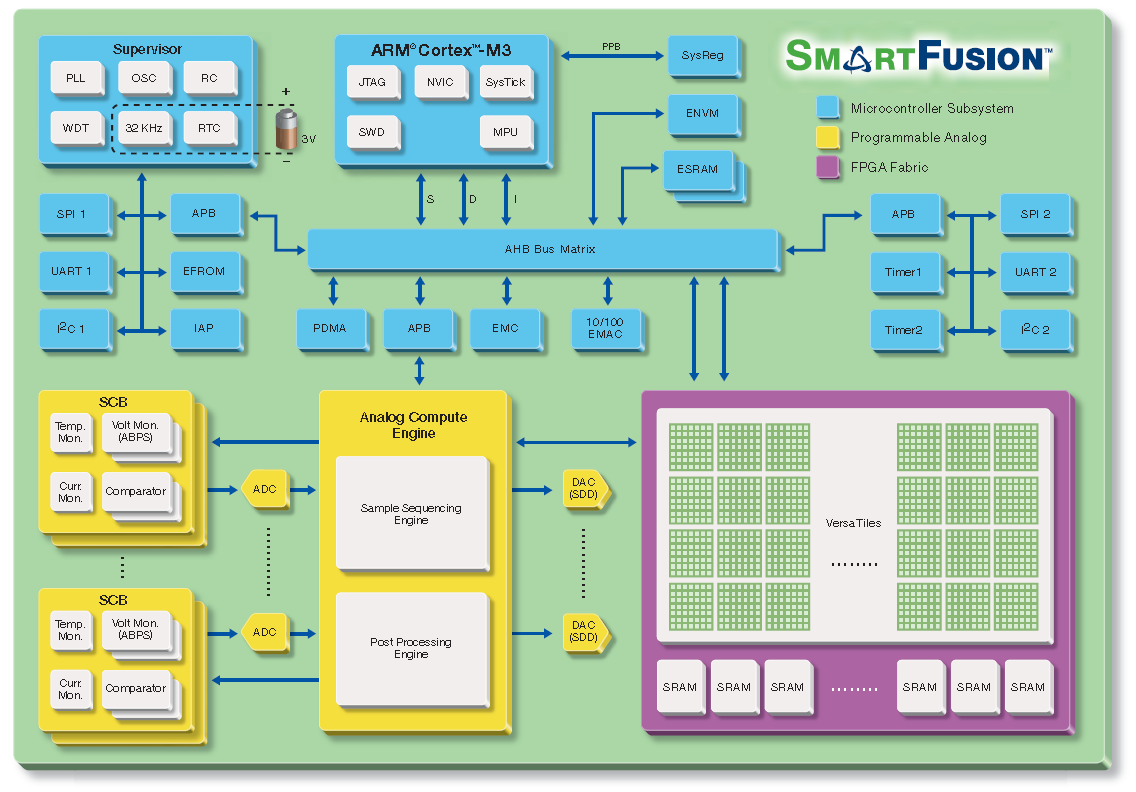 Supervisor
PLL
OSC
RC
WDT
32 KHz
RTC
+
3V
–
ARM® Cortex™-M3
JTAG
NVIC
SysTick
SWD
MPU
PPB
SysReg
ENVM
ESRAM
SMARTFUSION™
Microcontroller Subsystem
Programmable Analog
FPGA Fabric
S
D
I
SPI 1
APB
UART 1
EFROM
I²C 1
IAP
AHB Bus Matrix
APB
SPI 2
Timer1
UART 2
Timer2
I²C 2
PDMA
APB
EMC
10/100
EMAC
SCB
Temp.
Mon.
Volt Mon.
(ABPS)
Curr.
Mon.
Comparator
ADC
SCB
Temp.
Mon.
Volt Mon.
(ABPS)
Curr.
Mon.
Comparator
ADC
Analog Compute
Engine
Sample Sequencing
Engine
Post Processing
Engine
DAC
(SDD)
DAC
(SDD)
VersaTiles
........
SRAM
SRAM
SRAM
........
SRAM
SRAM
SRAM